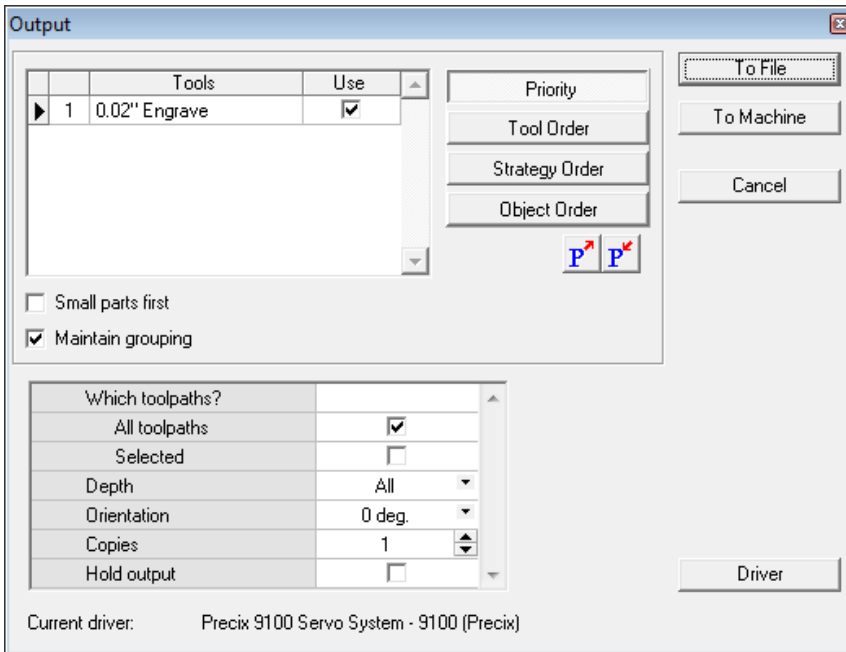 Output
Tools Use
1 0.02" Engrave
Priority
Tool Order
Strategy Order
Object Order
P P
Small parts first
Maintain grouping
To File
To Machine
Cancel
Which toolpaths?
All toolpaths
Selected
Depth All
Orientation 0 deg.
Copies 1
Hold output
Driver
Current driver: Precix 9100 Servo System - 9100 (Precix)